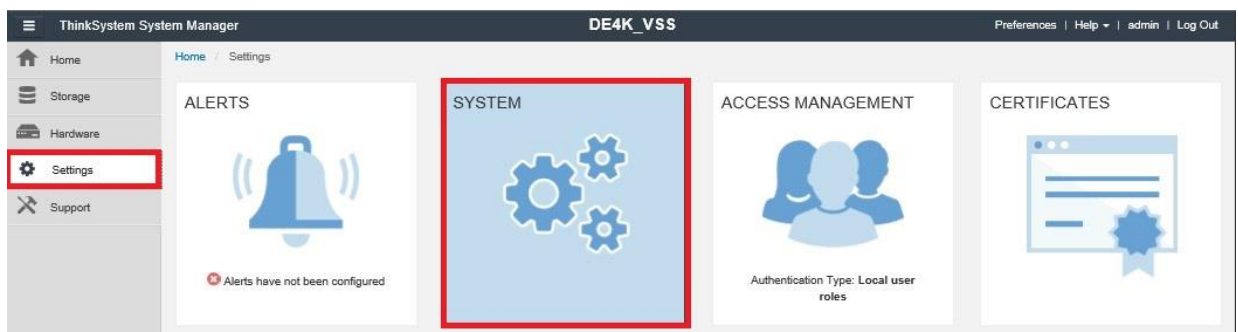 ThinkSystem System Manager
DE4K_VSS
Preferences | Help | admin | Log Out
Home
Storage
Hardware
Settings
Support
Home / Settings
ALERTS
Alerts have not been configured
SYSTEM
ACCESS MANAGEMENT
Authentication Type: Local user
roles
CERTIFICATES